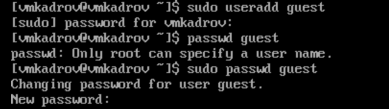 [vmkadrov@vmkadrov ~]$ sudo useradd guest
[sudo] password for vmkadrov:
[vmkadrov@vmkadrov ~]$ passwd guest
passwd: Only root can specify a user name.
[vmkadrov@vmkadrov ~]$ sudo passwd guest
Changing password for user guest.
New password: